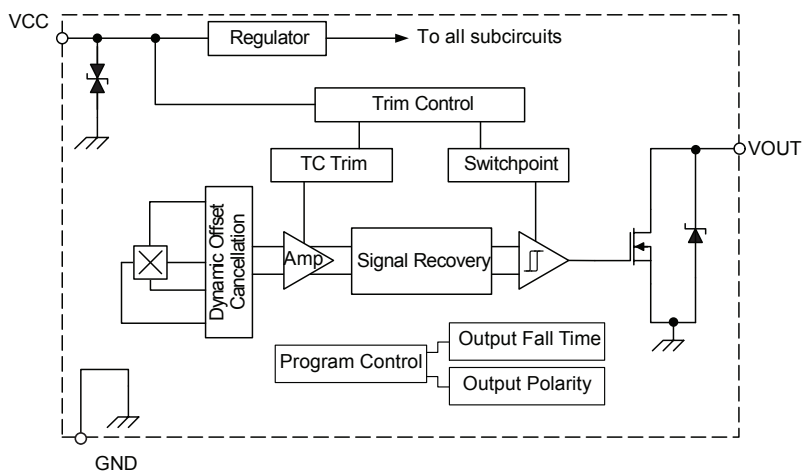 VCC
Regulator
To all subcircuits
Trim Control
TC Trim
Switchpoint
VOUT
Dynamic Offset
Cancellation
Amp
Signal Recovery
Program Control
Output Fall Time
Output Polarity
GND